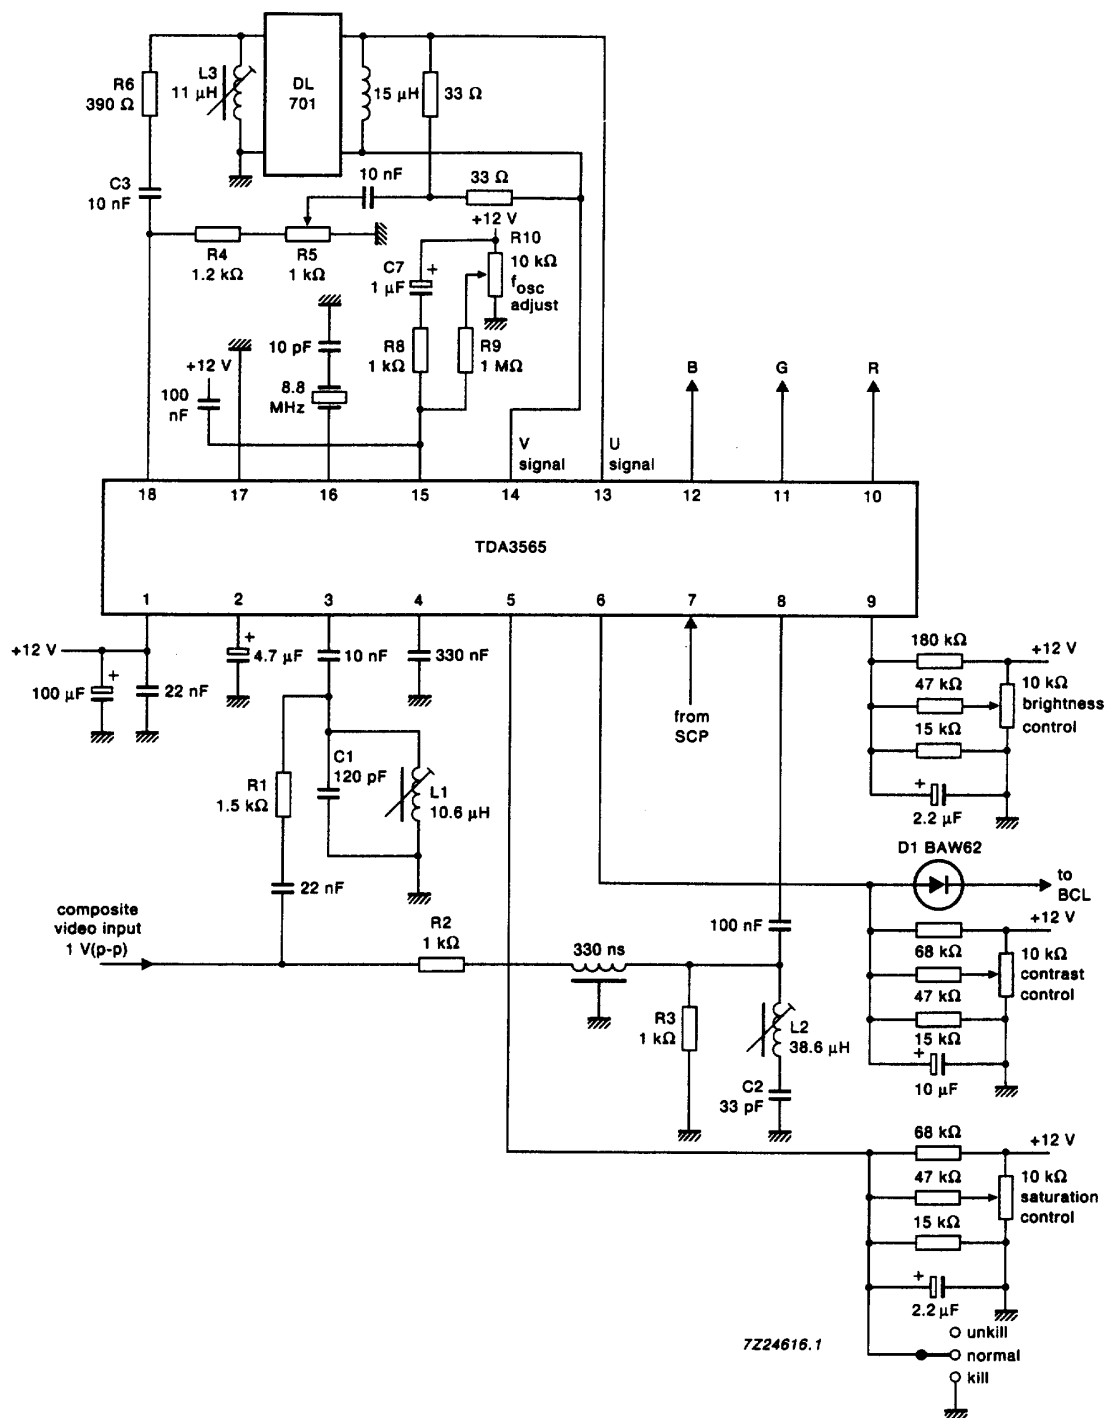 R6
390 Ω
L3
11 µH
DL
701
15 µH
33 Ω
C3
10 nF
10 nF
33 Ω
+12 V
R4
1.2 kΩ
R5
1 kΩ
C7
1 µF
+
R10
10 kΩ
fosc
adjust
10 pF
R8
1 kΩ
R9
1 MΩ
+12 V
100
nF
8.8
MHz
B
G
R
V
signal
U
signal
18
17
16
15
14
13
12
11
10
TDA3565
1
2
3
4
5
6
7
8
9
+12 V
+
100 µF
22 nF
+
4.7 µF
10 nF
330 nF
from
SCP
180 kΩ
+12 V
47 kΩ
10 kΩ
brightness
control
15 kΩ
+
2.2 µF
R1
1.5 kΩ
C1
120 pF
L1
10.6 µH
22 nF
D1 BAW62
to
BCL
composite
video input
1 V(p-p)
R2
1 kΩ
330 ns
100 nF
+12 V
68 kΩ
10 kΩ
contrast
control
47 kΩ
15 kΩ
+
10 µF
R3
1 kΩ
L2
38.6 µH
C2
33 pF
68 kΩ
+12 V
47 kΩ
10 kΩ
saturation
control
15 kΩ
+
2.2 µF
unkill
normal
kill
7Z24616.1